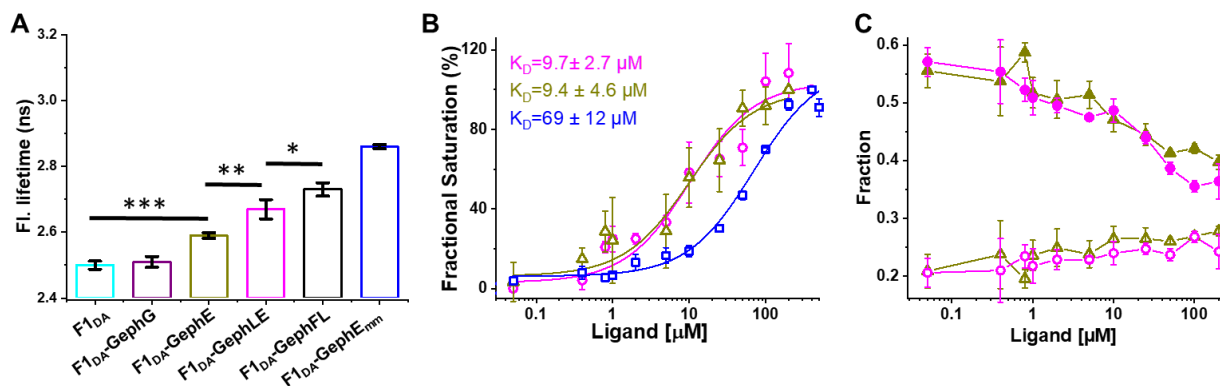 A
Fl. lifetime (ns)
3.0
2.8
2.6
2.4
***
**
*
F1DA
F1DA-GephG
F1DA-GephE
F1DA-GephLE
F1DA-GephFL
F1DA-GephEmm
B
Fractional Saturation (%)
120
80
40
0
KD=9.7± 2.7 µM
KD=9.4 ± 4.6 µM
KD=69 ± 12 µM
0.1
1
10
100
Ligand [µM]
C
Fraction
0.6
0.5
0.4
0.3
0.2
0.1
1
10
100
Ligand [µM]